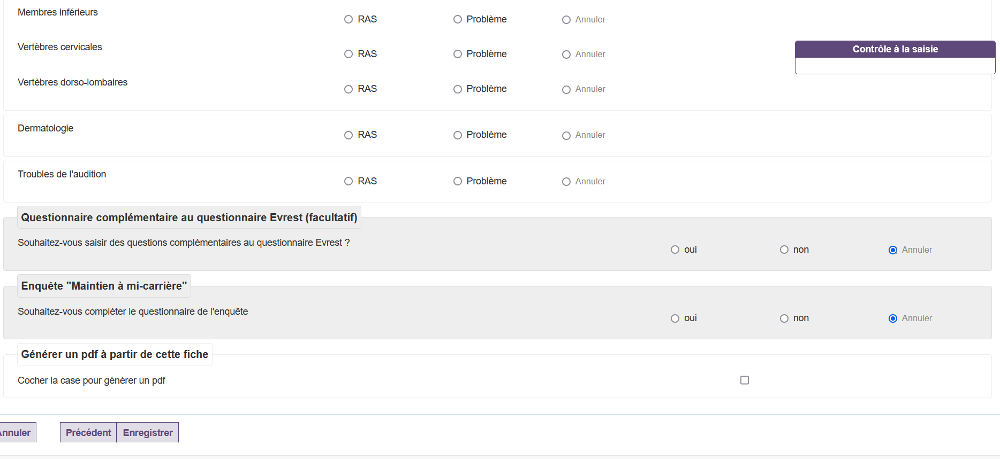 Membres inférieurs
RAS Problème Annuler
Vertèbres cervicales
RAS Problème Annuler
Contrôle à la saisie
Vertèbres dorso-lombaires
RAS Problème Annuler
Dermatologie
RAS Problème Annuler
Troubles de l'audition
RAS Problème Annuler
Questionnaire complémentaire au questionnaire Evrest (facultatif)
Souhaitez-vous saisir des questions complémentaires au questionnaire Evrest ?
oui non Annuler
Enquête "Maintien à mi-carrière"
Souhaitez-vous compléter le questionnaire de l'enquête
oui non Annuler
Générer un pdf à partir de cette fiche
Cocher la case pour générer un pdf
Annuler Précédent Enregistrer